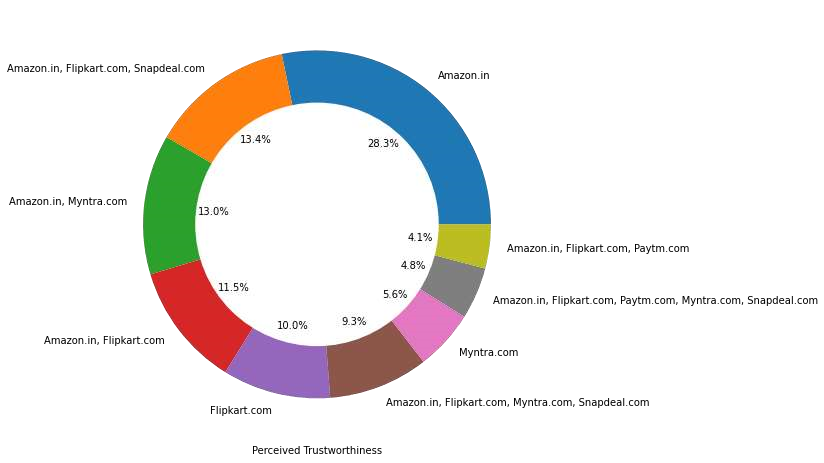 Amazon.in, Flipkart.com, Snapdeal.com
Amazon.in
13.4%
28.3%
Amazon.in, Myntra.com
13.0%
4.1%
Amazon.in, Flipkart.com, Paytm.com
4.8%
11.5%
5.6%
Amazon.in, Flipkart.com, Paytm.com, Myntra.com, Snapdeal.com
10.0%
9.3%
Amazon.in, Flipkart.com
Myntra.com
Flipkart.com
Amazon.in, Flipkart.com, Myntra.com, Snapdeal.com
Perceived Trustworthiness